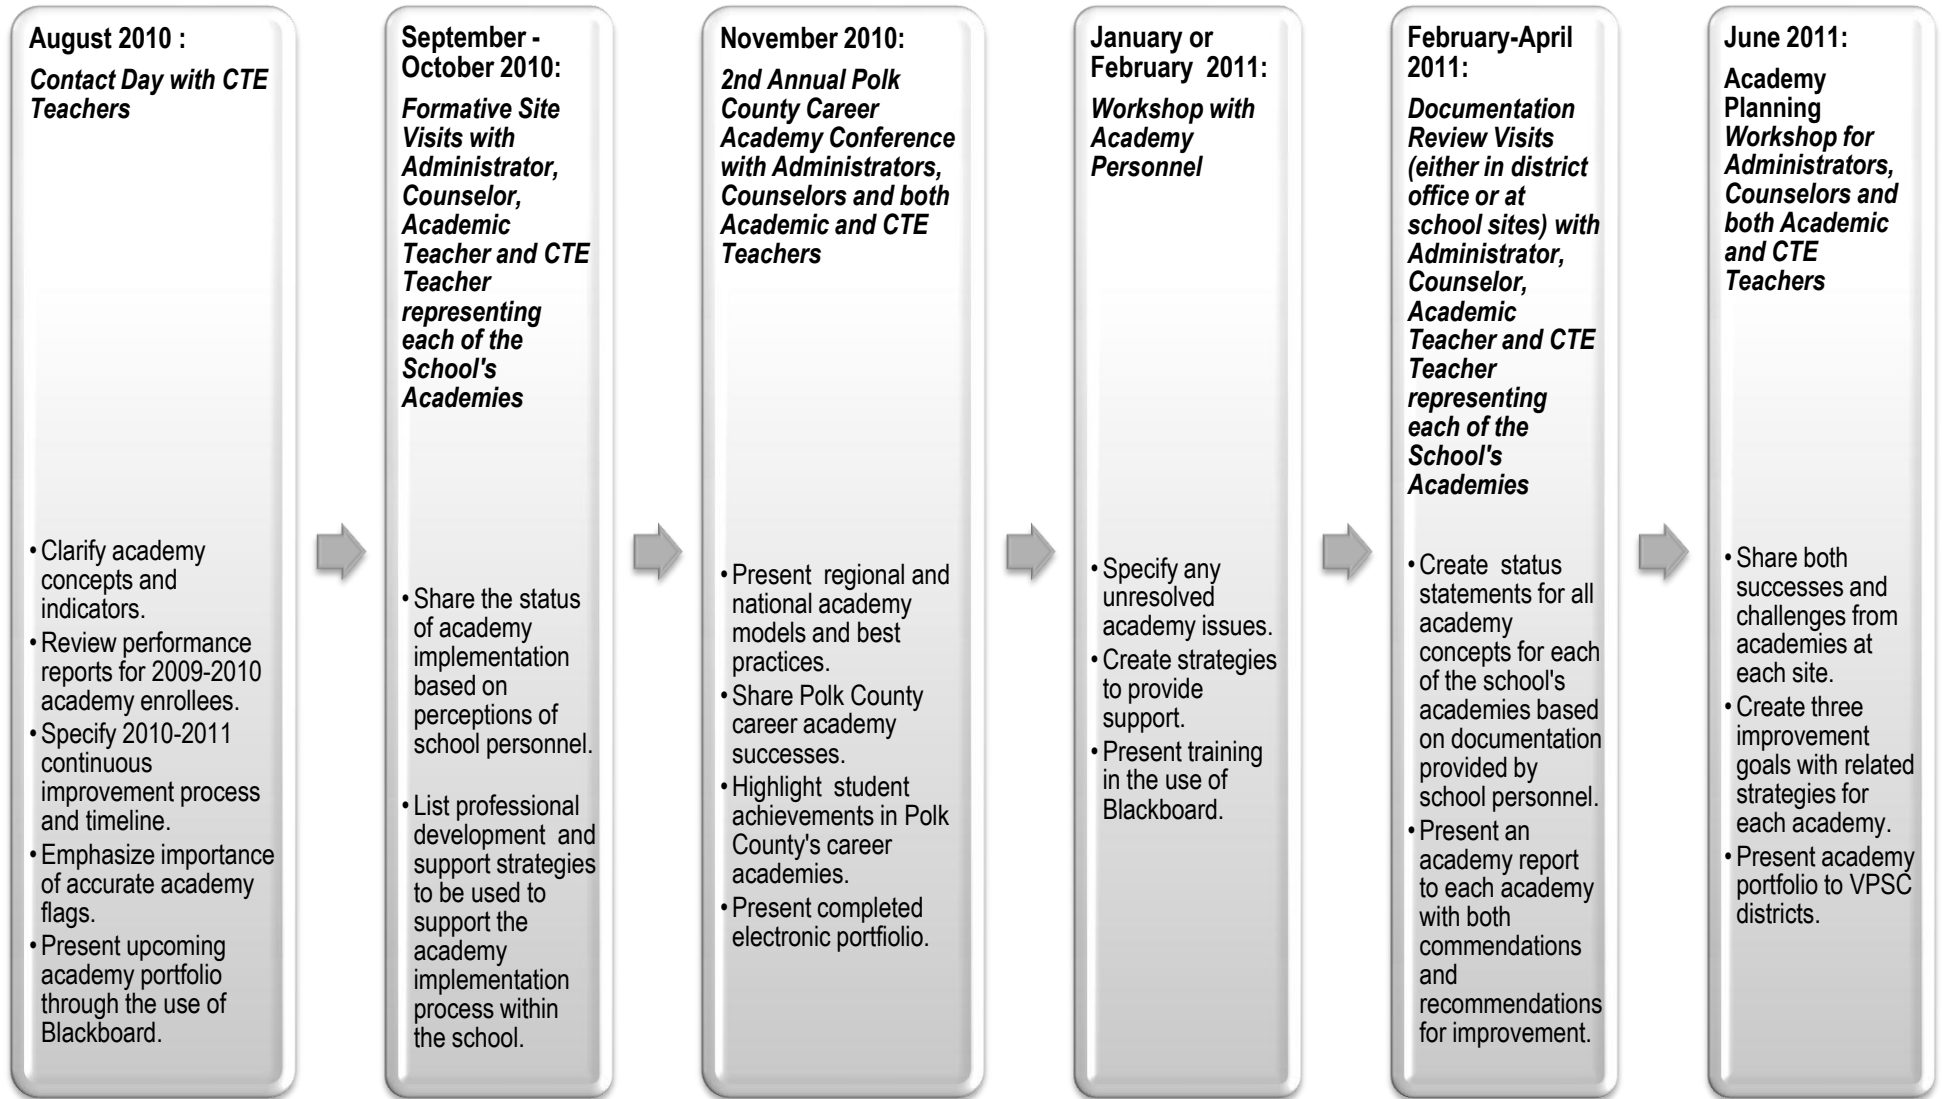 August 2010 :
Contact Day with CTE
Teachers
• Clarify academy
concepts and
indicators.
• Review performance
reports for 2009-2010
academy enrollees.
• Specify 2010-2011
continuous
improvement process
and timeline.
• Emphasize importance
of accurate academy
flags.
• Present upcoming
academy portfolio
through the use of
Blackboard.
September -
October 2010:
Formative Site
Visits with
Administrator,
Counselor,
Academic
Teacher and CTE
Teacher
representing
each of the
School's
Academies
• Share the status
of academy
implementation
based on
perceptions of
school personnel.
• List professional
development and
support strategies
to be used to
support the
academy
implementation
process within
the school.
November 2010:
2nd Annual Polk
County Career
Academy Conference
with Administrators,
Counselors and both
Academic and CTE
Teachers
• Present regional and
national academy
models and best
practices.
• Share Polk County
career academy
successes.
• Highlight student
achievements in Polk
County's career
academies.
• Present completed
electronic portfiolio.
January or
February 2011:
Workshop with
Academy
Personnel
• Specify any
unresolved
academy issues.
• Create strategies
to provide
support.
• Present training
in the use of
Blackboard.
February-April
2011:
Documentation
Review Visits
(either in district
office or at
school sites) with
Administrator,
Counselor,
Academic
Teacher and CTE
Teacher
representing
each of the
School's
Academies
• Create status
statements for all
academy
concepts for each
of the school's
academies based
on documentation
provided by
school personnel.
• Present an
academy report
to each academy
with both
commendations
and
recommendations
for improvement.
June 2011:
Academy
Planning
Workshop for
Administrators,
Counselors and
both Academic
and CTE
Teachers
• Share both
successes and
challenges from
academies at
each site.
• Create three
improvement
goals with related
strategies for
each academy.
• Present academy
portfolio to VPSC
districts.